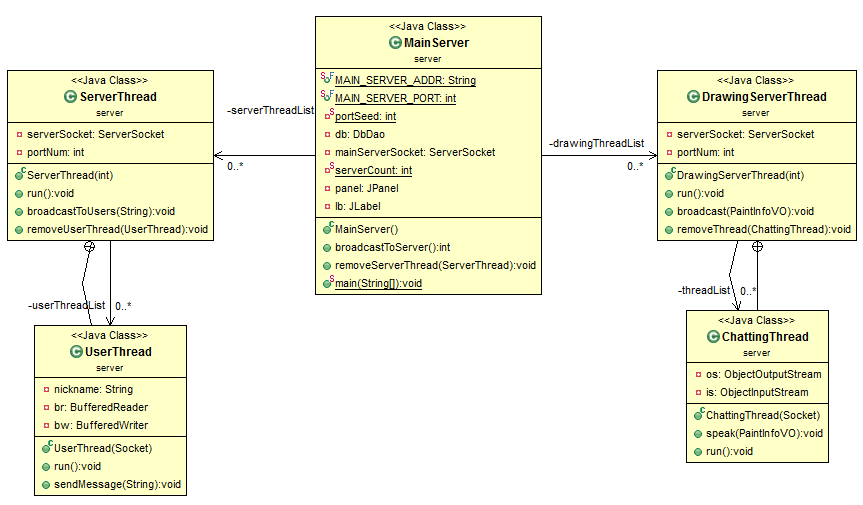 <<Java Class>>
MainServer
server
MAIN_SERVER_ADDR: String
MAIN_SERVER_PORT: int
portSeed: int
db: DbDao
mainServerSocket: ServerSocket
serverCount: int
panel: JPanel
lb: JLabel
MainServer()
broadcastToServer():int
removeServerThread(ServerThread):void
main(String[]):void
-serverThreadList
0..*
-drawingThreadList
0..*
<<Java Class>>
ServerThread
server
serverSocket: ServerSocket
portNum: int
ServerThread(int)
run():void
broadcastToUsers(String):void
removeUserThread(UserThread):void
<<Java Class>>
DrawingServerThread
server
serverSocket: ServerSocket
portNum: int
DrawingServerThread(int)
run():void
broadcast(PaintInfoVO):void
removeThread(ChattingThread):void
-userThreadList
0..*
-threadList
0..*
<<Java Class>>
UserThread
server
nickname: String
br: BufferedReader
bw: BufferedWriter
UserThread(Socket)
run():void
sendMessage(String):void
<<Java Class>>
ChattingThread
server
os: ObjectOutputStream
is: ObjectInputStream
ChattingThread(Socket)
speak(PaintInfoVO):void
run():void